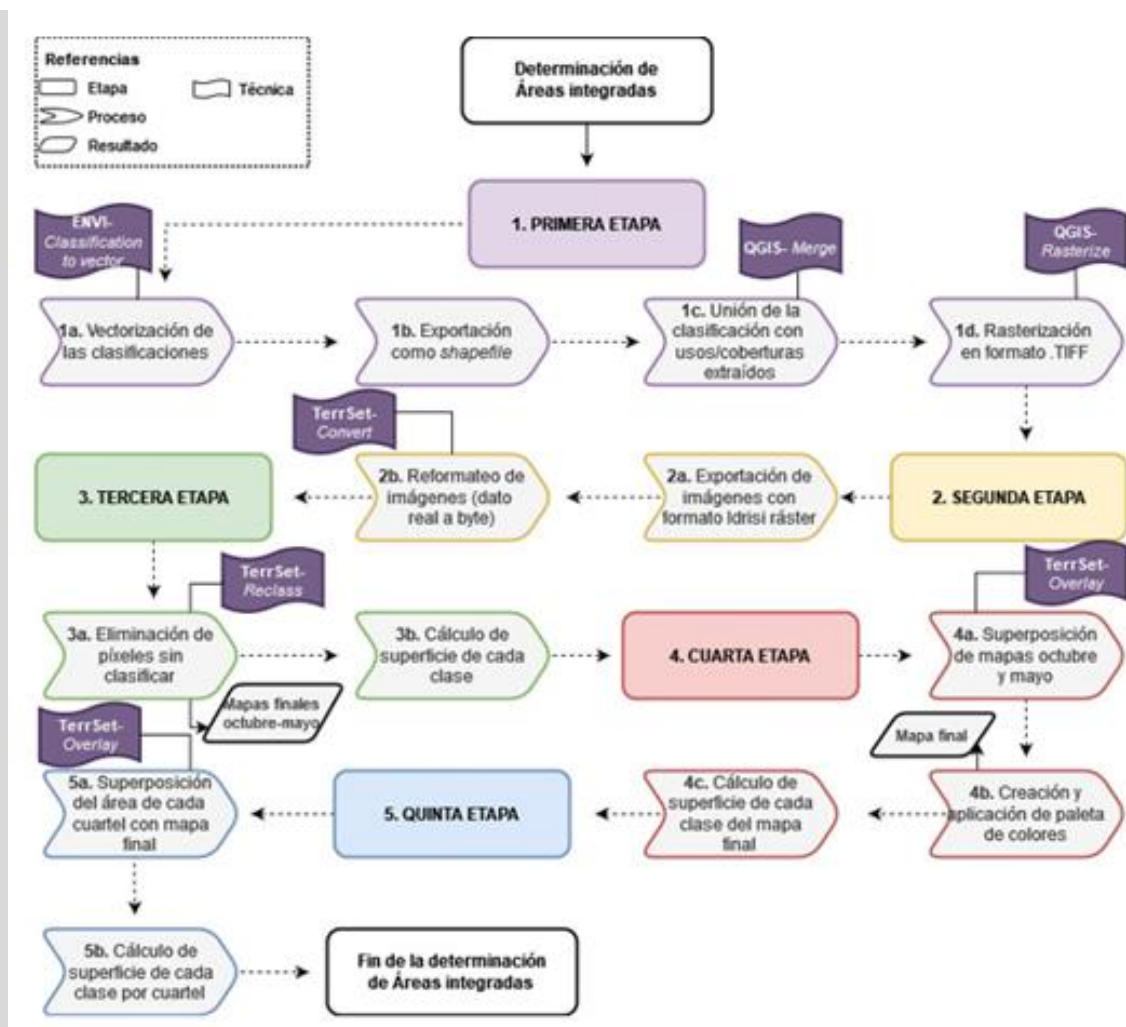 Referencias
Etapa
Técnica
Proceso
Resultado
Determinación de
Áreas integradas
1. PRIMERA ETAPA
ENVI-
Classification
to vector
QGIS- Merge
QGIS-
Rasterize
1a. Vectorización de
las clasificaciones
1b. Exportación
como shapefile
1c. Unión de la
clasificación con
usos/coberturas
extraídos
1d. Rasterización
en formato .TIFF
TerrSet-
Convert
3. TERCERA ETAPA
2b. Reformateo de
imágenes (dato
real a byte)
2a. Exportación de
imágenes con
formato Idrisi ráster
2. SEGUNDA ETAPA
TerrSet-
Reclass
TerrSet-
Overlay
3a. Eliminación de
píxeles sin
clasificar
3b. Cálculo de
superficie de cada
clase
4. CUARTA ETAPA
4a. Superposición
de mapas octubre
y mayo
Mapas finales
octubre-mayo
TerrSet-
Overlay
Mapa final
5a. Superposición
del área de cada
cuartel con mapa
final
5. QUINTA ETAPA
4c. Cálculo de
superficie de cada
clase del mapa
final
4b. Creación y
aplicación de paleta
de colores
5b. Cálculo de
superficie de cada
clase por cuartel
Fin de la determinación
de Áreas integradas